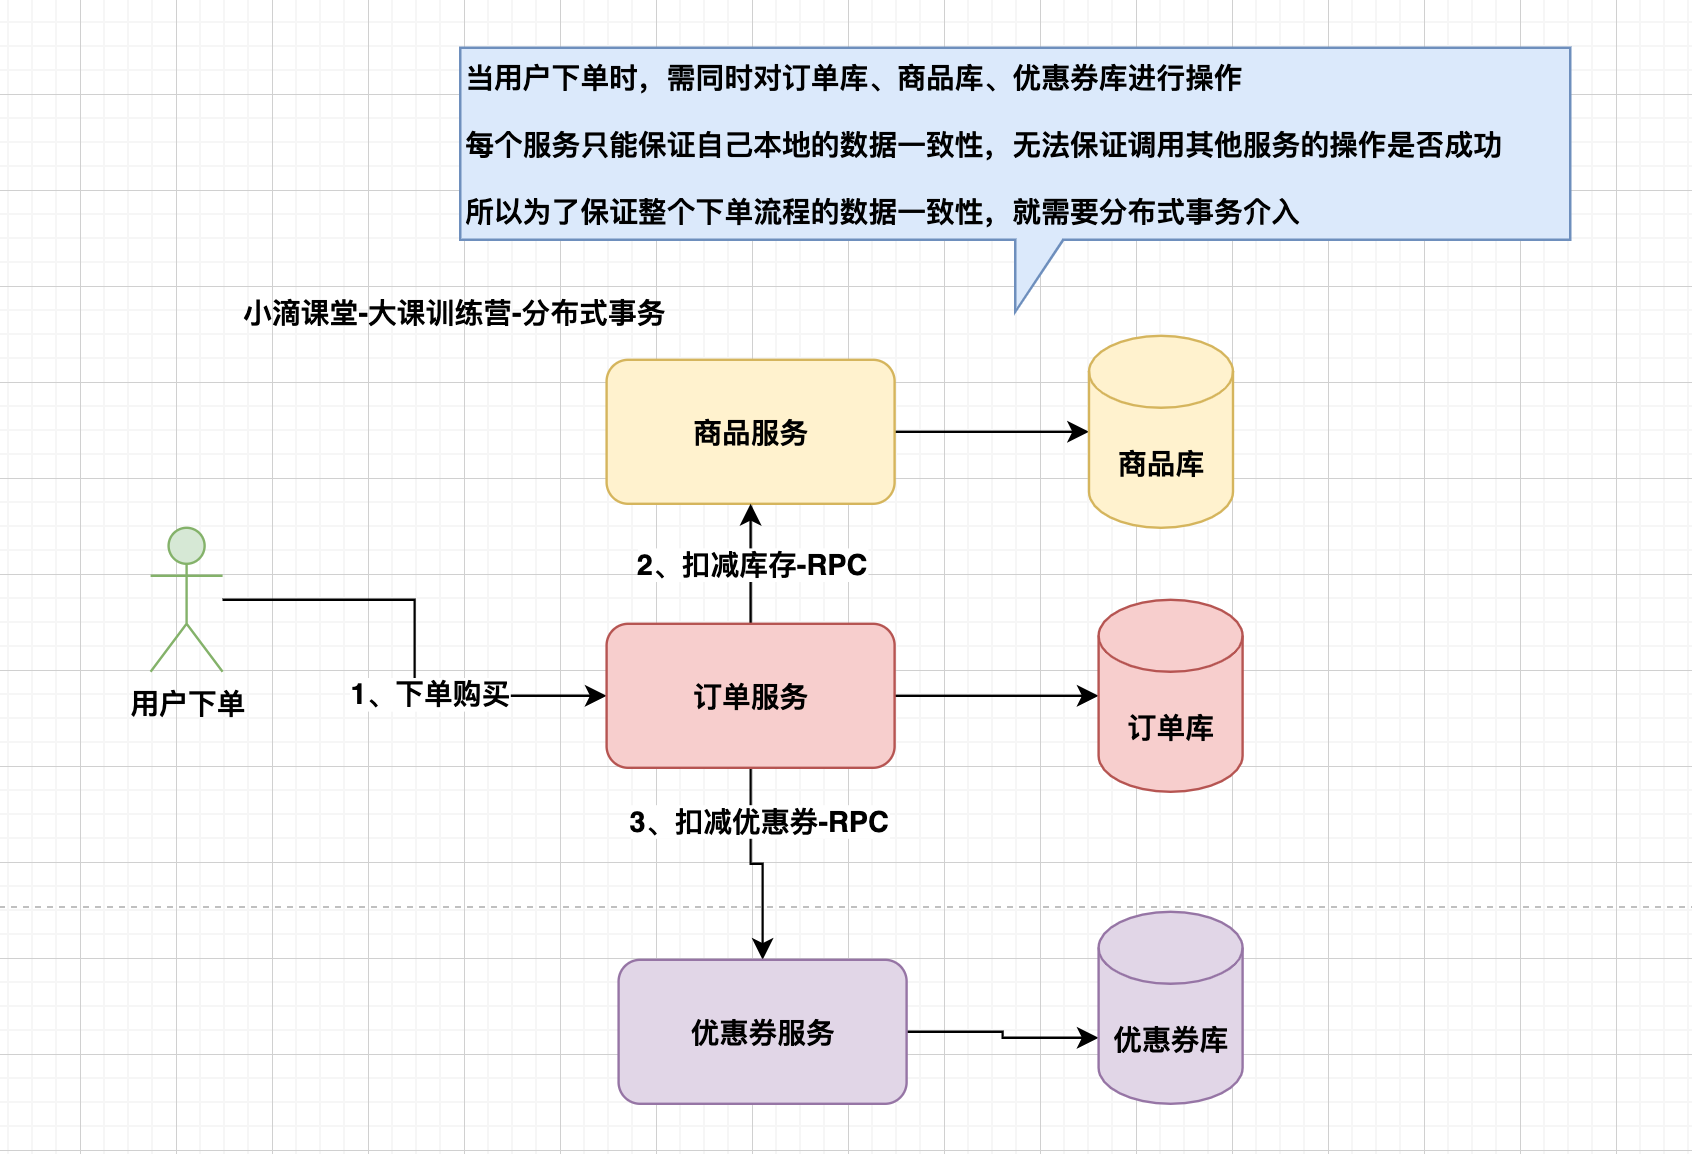 当用户下单时，需同时对订单库、商品库、优惠券库进行操作
每个服务只能保证自己本地的数据一致性，无法保证调用其他服务的操作是否成功
所以为了保证整个下单流程的数据一致性，就需要分布式事务介入
小滴课堂-大课训练营-分布式事务
商品服务
商品库
2、扣减库存-RPC
用户下单
1、下单购买
订单服务
订单库
3、扣减优惠券-RPC
优惠券服务
优惠券库